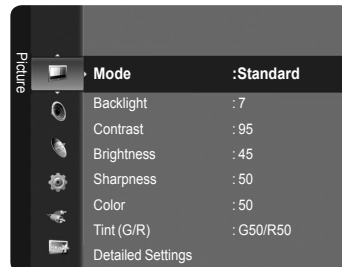 Picture
Mode :Standard
Backlight : 7
Contrast : 95
Brightness : 45
Sharpness : 50
Color : 50
Tint (G/R) : G50/R50
Detailed Settings